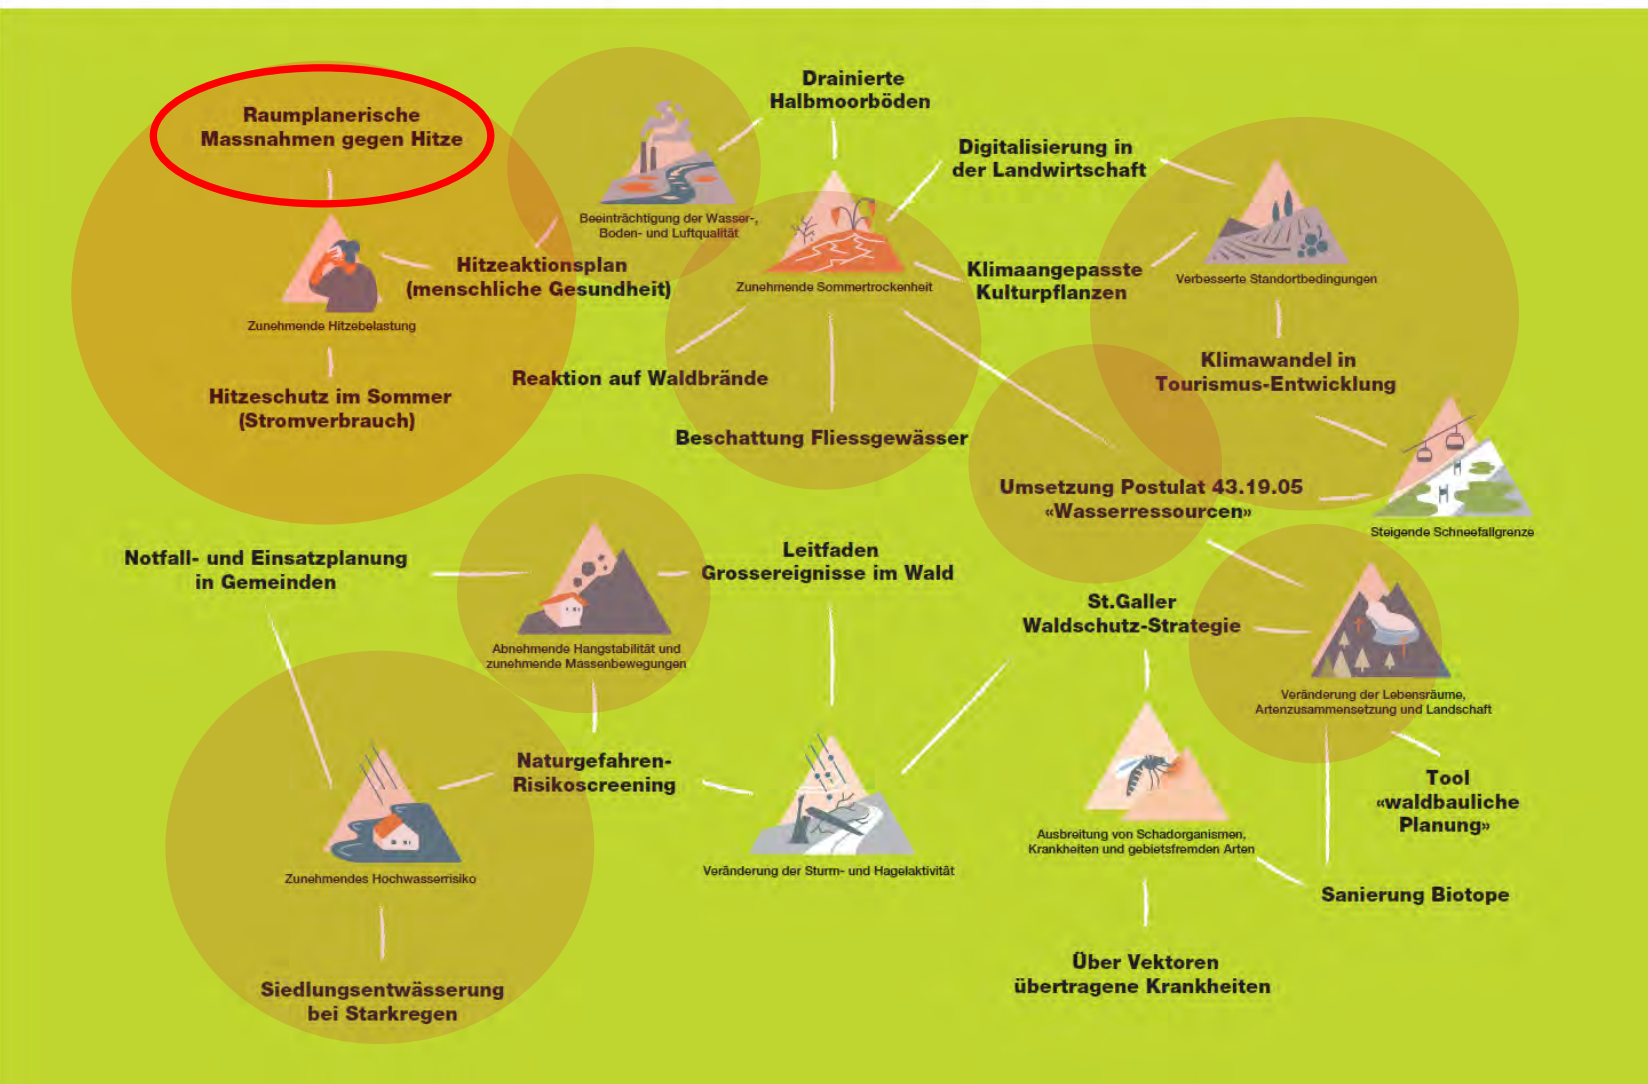 Raumplanerische
Massnahmen gegen Hitze
Zunehmende Hitzebelastung
Hitzeaktionsplan
(menschliche Gesundheit)
Hitzeschutz im Sommer
(Stromverbrauch)
Beeinträchtigung der Wasser-,
Boden- und Luftqualität
Drainierte
Halbmoorböden
Zunehmende Sommertrockenheit
Digitalisierung in
der Landwirtschaft
Klimaangepasste
Kulturpflanzen
Verbesserte Standortbedingungen
Reaktion auf Waldbrände
Beschattung Fliessgewässer
Klimawandel in
Tourismus-Entwicklung
Umsetzung Postulat 43.19.05
«Wasserressourcen»
Steigende Schneefallgrenze
Notfall- und Einsatzplanung
in Gemeinden
Abnehmende Hangstabilität und
zunehmende Massenbewegungen
Leitfaden
Grossereignisse im Wald
St.Galler
Waldschutz-Strategie
Veränderung der Lebensräume,
Artenzusammensetzung und Landschaft
Naturgefahren-
Risikoscreening
Zunehmendes Hochwasserrisiko
Veränderung der Sturm- und Hagelaktivität
Ausbreitung von Schadorganismen,
Krankheiten und gebietsfremden Arten
Tool
«waldbauliche
Planung»
Sanierung Biotope
Siedlungsentwässerung
bei Starkregen
Über Vektoren
übertragene Krankheiten